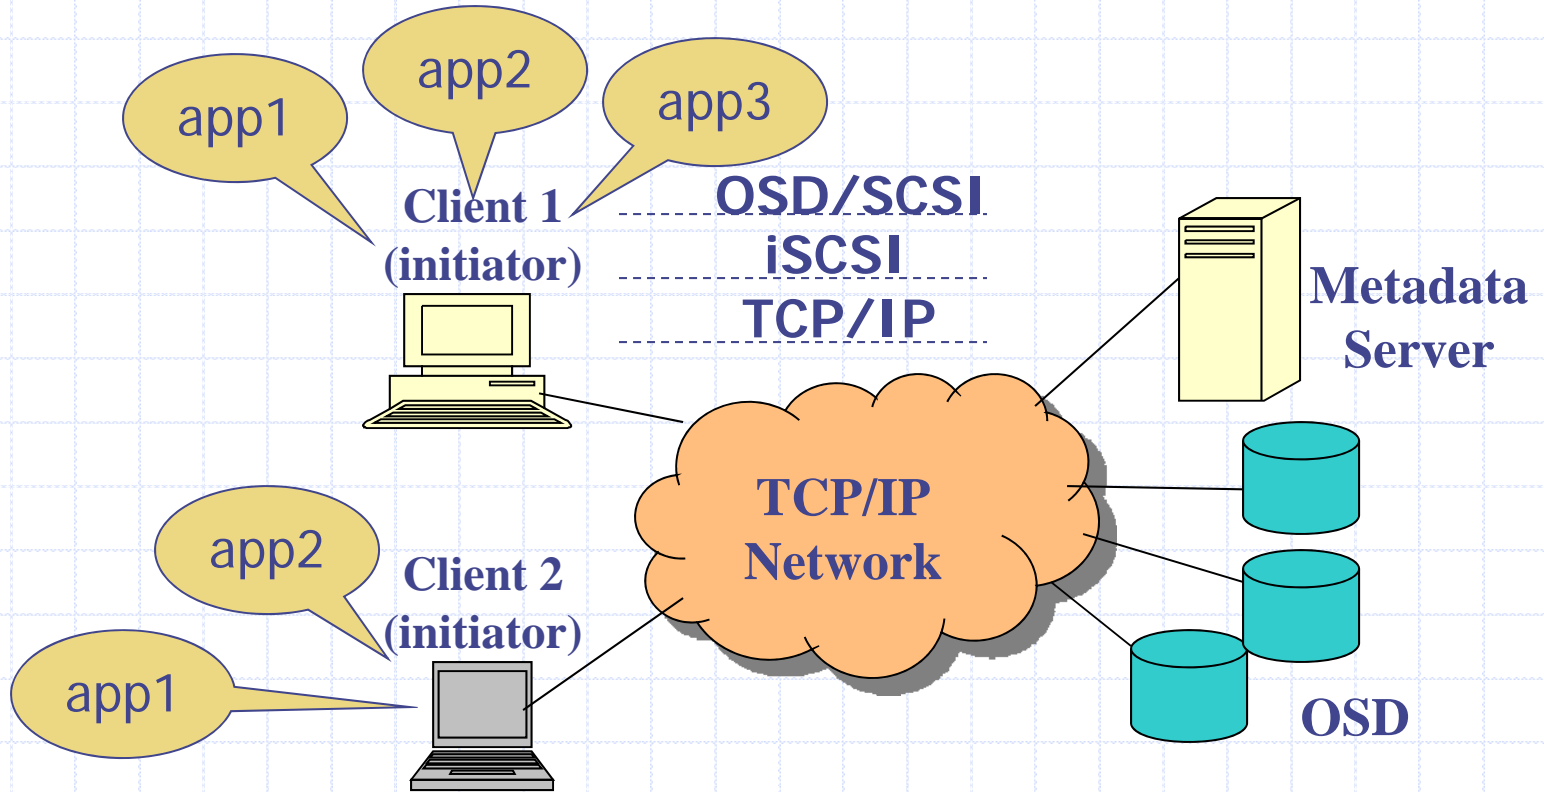 app1
app2
app3
Client 1
(initiator)
OSD/SCSI
iSCSI
TCP/IP
Metadata
Server
TCP/IP
Network
app2
Client 2
(initiator)
app1
OSD